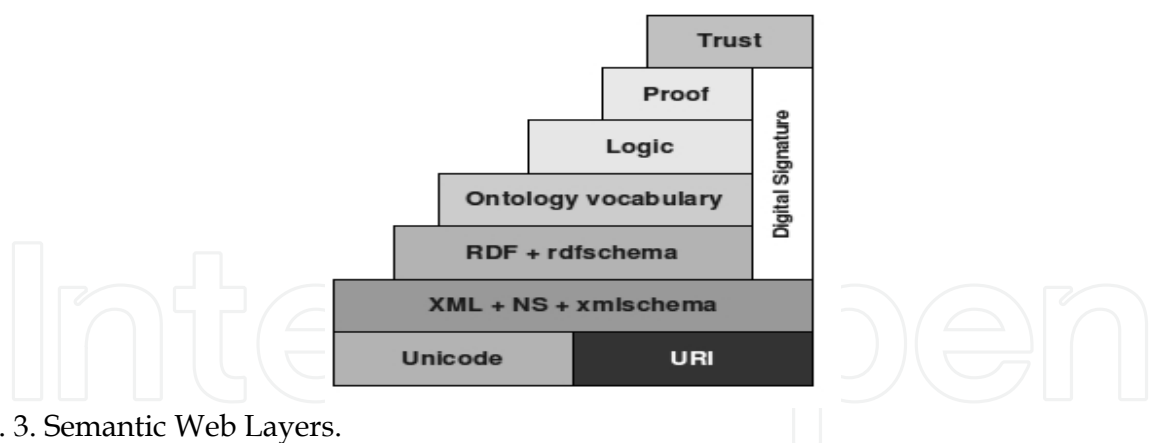 Trust
Proof
Logic
Digital Signature
Ontology vocabulary
RDF + rdfschema
XML + NS + xmlschema
Unicode
URI
. 3. Semantic Web Layers.